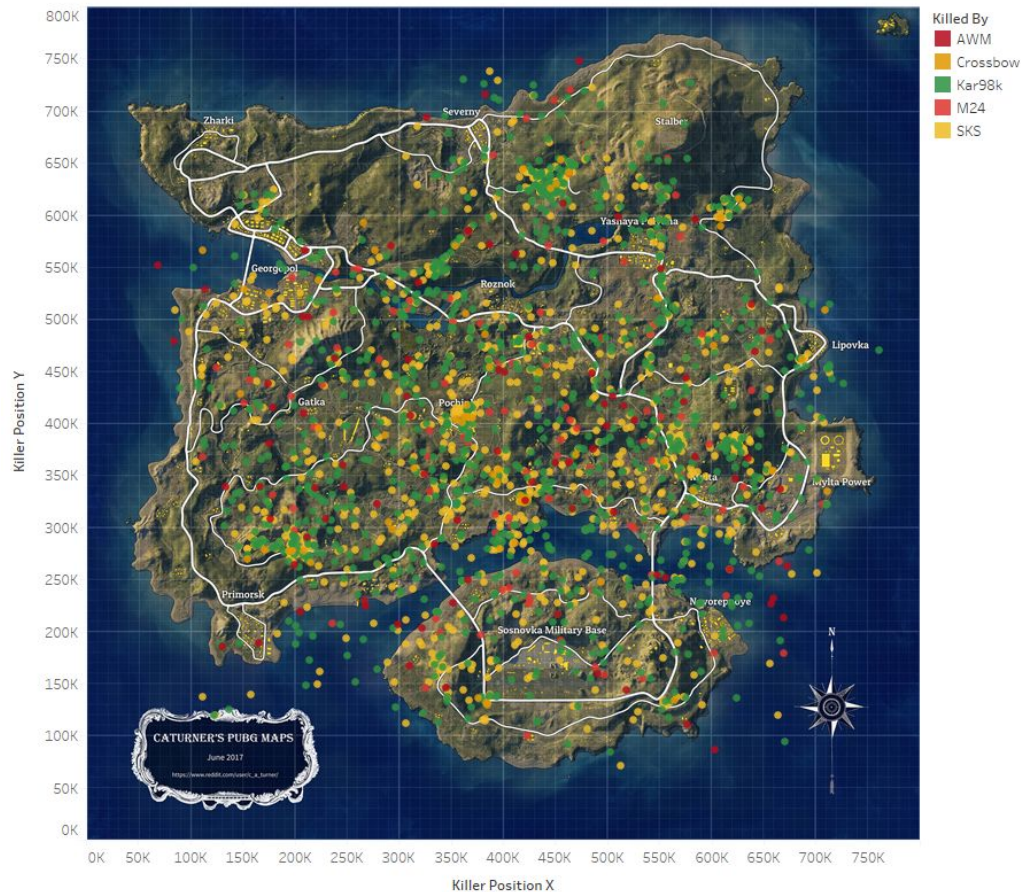 800K
750K
700K
650K
600K
550K
500K
450K
400K
350K
300K
250K
200K
150K
100K
50K
0K
Killer Position Y
Zharki
Severny
Stalber
Georgopol
Roznok
Lipovka
Gatka
Mylta Power
Primorsk
Sosnovka Military Base
N
CATURNER'S PUBG MAPS
June 2017
0K 50K 100K 150K 200K 250K 300K 350K 400K 450K 500K 550K 600K 650K 700K 750K
Killer Position X
Killed By
AWM
Crossbow
Kar98k
M24
SKS